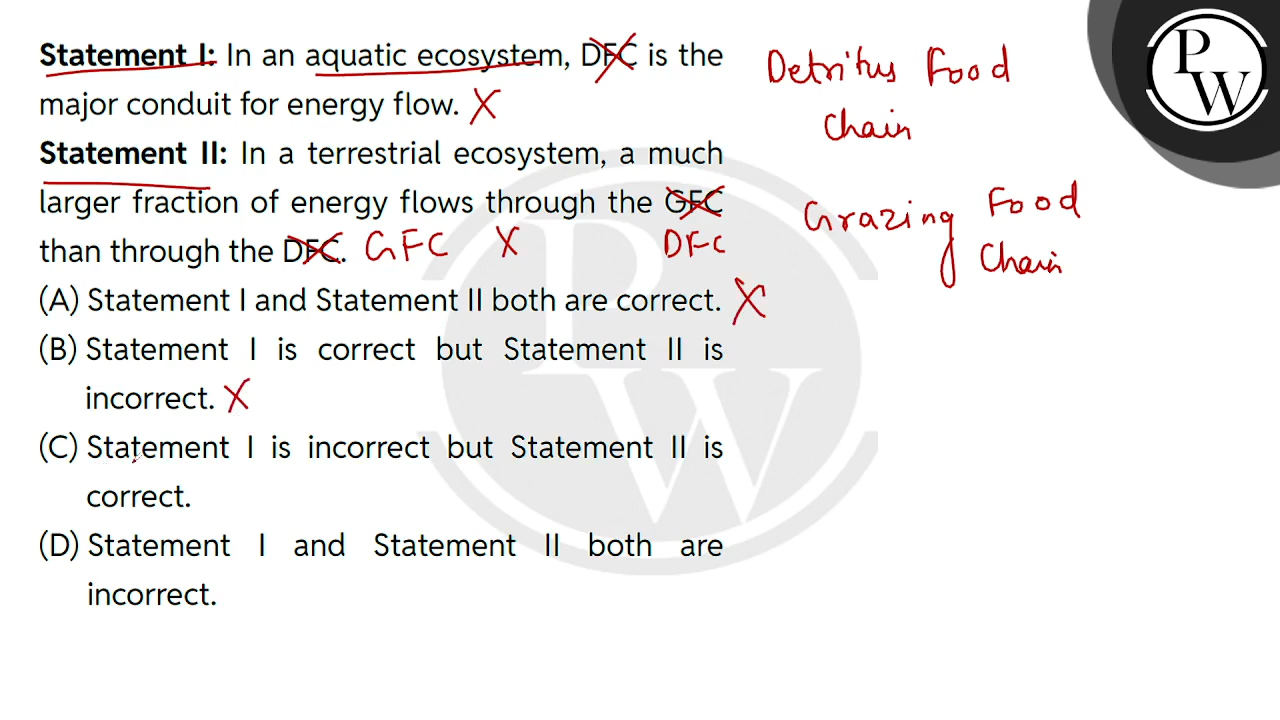 Statement I: In an aquatic ecosystem, DFC is the
major conduit for energy flow. X
Statement II: In a terrestrial ecosystem, a much
larger fraction of energy flows through the GFC
than through the DFC. GFC X DFC
(A) Statement I and Statement II both are correct. X
(B) Statement I is correct but Statement II is
incorrect. X
(C) Statement I is incorrect but Statement II is
correct.
(D) Statement I and Statement II both are
incorrect.
Detritus Food
Chain
Grazing Food
Chain
PW
PW